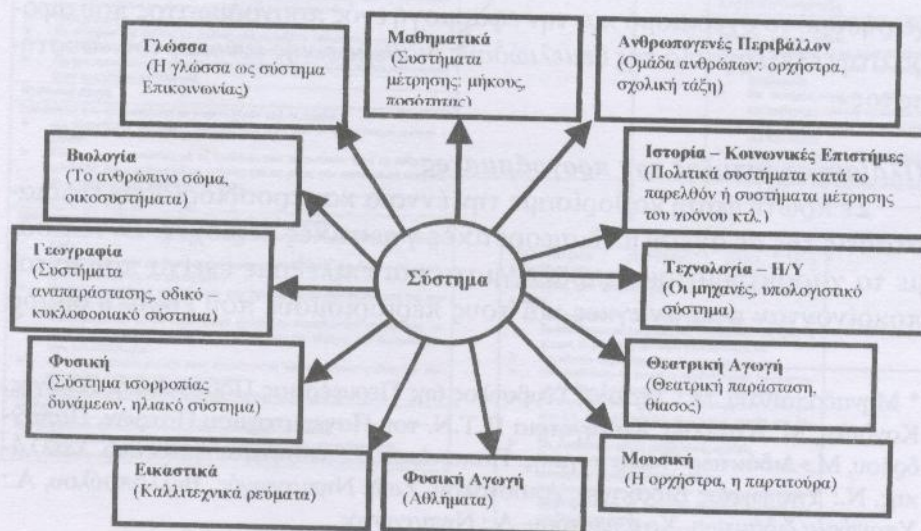 Γλώσσα
(Η γλώσσα ως σύστημα
Επικοινωνίας)
Μαθηματικά
(Συστήματα
μέτρησης: μήκους,
ποσότητας)
Ανθρωπογενές Περιβάλλον
(Ομάδα ανθρώπων: ορχήστρα,
σχολική τάξη)
Βιολογία
(Το ανθρώπινο σώμα,
οικοσυστήματα)
Ιστορία – Κοινωνικές Επιστήμες
(Πολιτικά συστήματα κατά το
παρελθόν ή συστήματα μέτρησης
του χρόνου κτλ.)
Γεωγραφία
(Συστήματα
αναπαράστασης, οδικό
κυκλοφοριακό σύστημα)
Σύστημα
Τεχνολογία – Η/Υ
(Οι μηχανές, υπολογιστικό
σύστημα)
Φυσική
(Σύστημα ισορροπίας
δυνάμεων, ηλιακό σύστημα)
Θεατρική Αγωγή
(Θεατρική παράσταση,
θίασος)
Εικαστικά
(Καλλιτεχνικά ρεύματα)
Φυσική Αγωγή
(Αθλήματα)
Μουσική
(Η ορχήστρα, η παρτιτούρα)